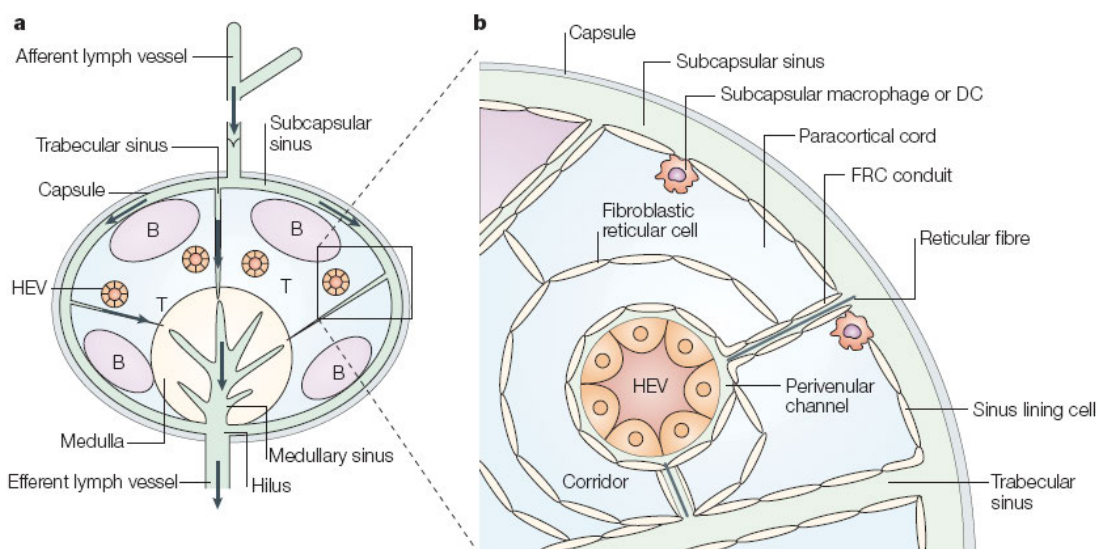 a
Afferent lymph vessel
Trabecular sinus
Subcapsular
sinus
Capsule
B
B
HEV
T
T
B
B
Medulla
Medullary sinus
Efferent lymph vessel
Hilus
b
Capsule
Subcapsular sinus
Subcapsular macrophage or DC
Paracortical cord
FRC conduit
Fibroblastic
reticular cell
Reticular fibre
HEV
Perivenular
channel
Sinus lining cell
Corridor
Trabecular
sinus